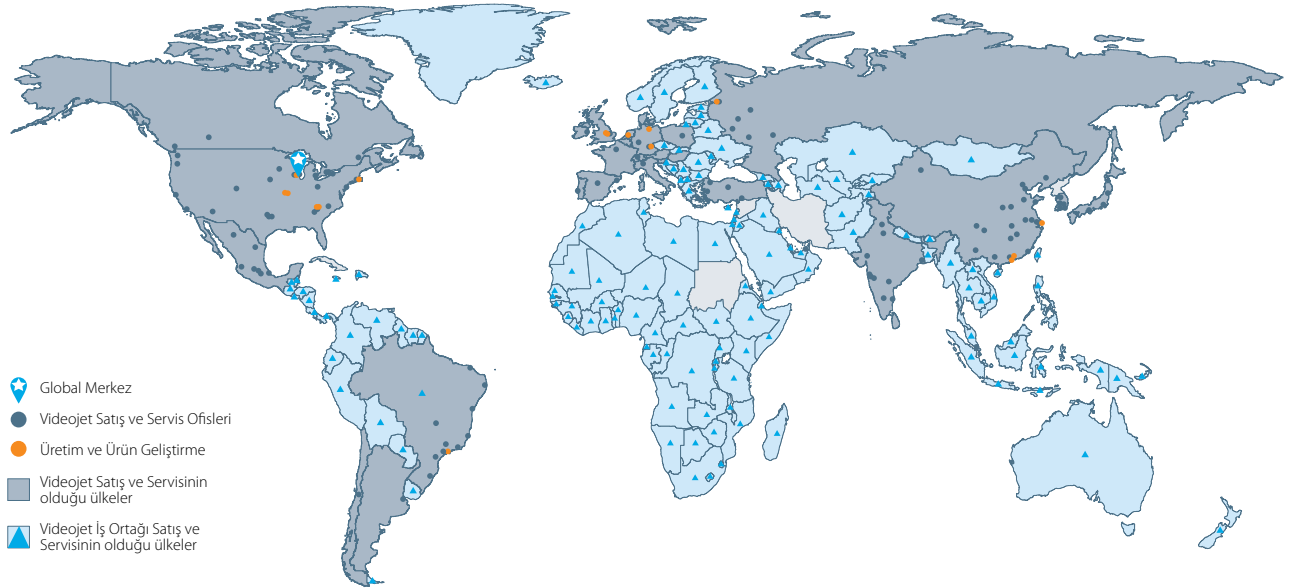 Global Merkez
Videojet Satış ve Servis Ofisleri
Üretim ve Ürün Geliştirme
Videojet Satış ve Servisinin
olduğu ülkeler
Videojet İş Ortağı Satış ve
Servisinin olduğu ülkeler